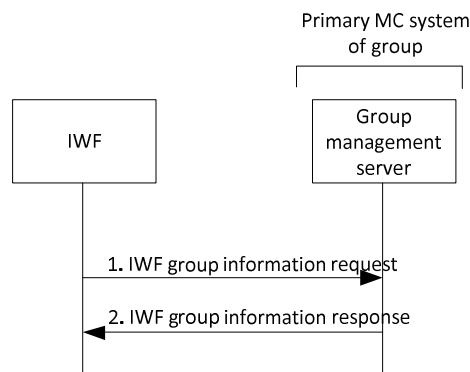 Primary MC system
of group
IWF
Group
management
server
1. IWF group information request
2. IWF group information response